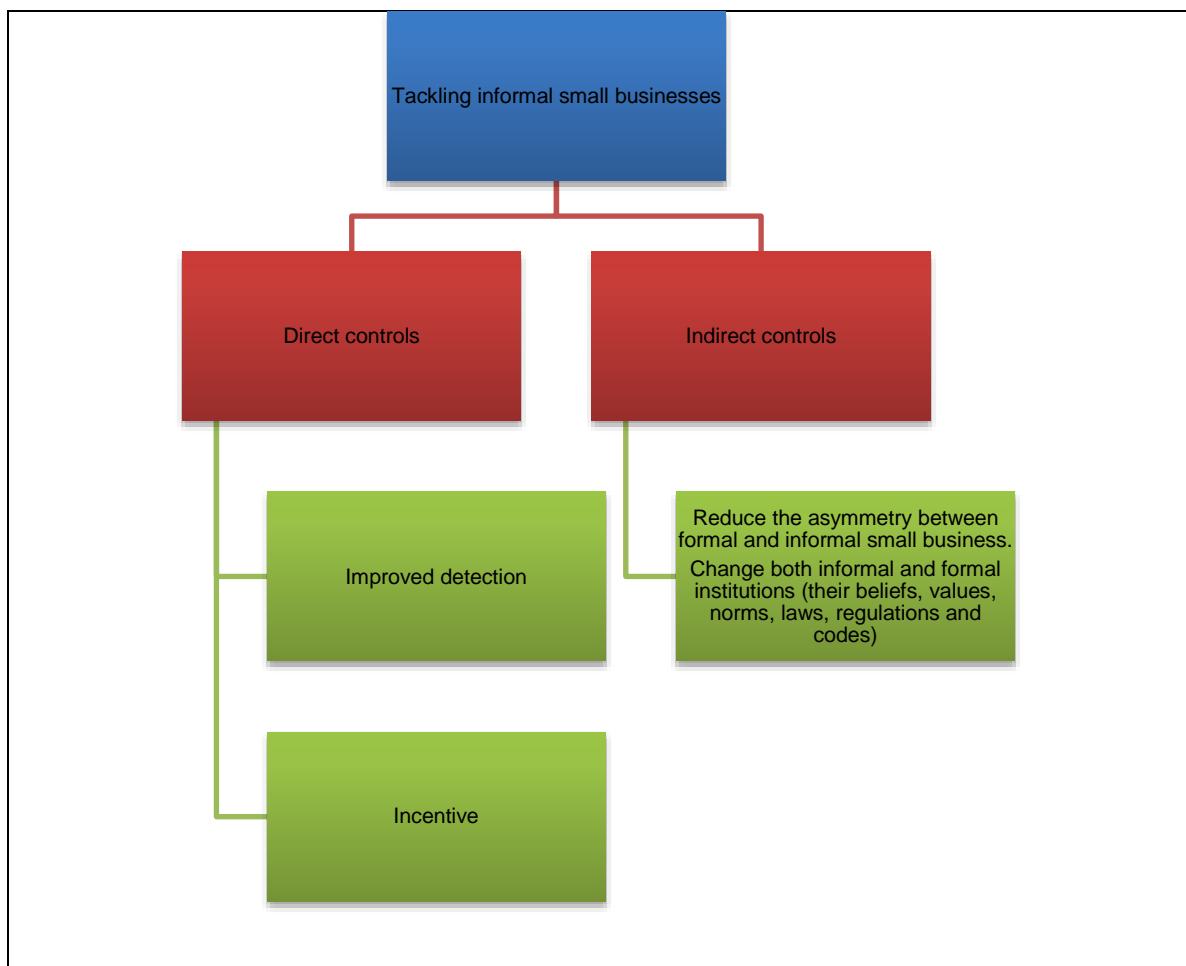 Tackling informal small businesses
Direct controls
Indirect controls
Improved detection
Reduce the asymmetry between
formal and informal small business.
Change both informal and formal
institutions (their beliefs, values,
norms, laws, regulations and
codes)
Incentive